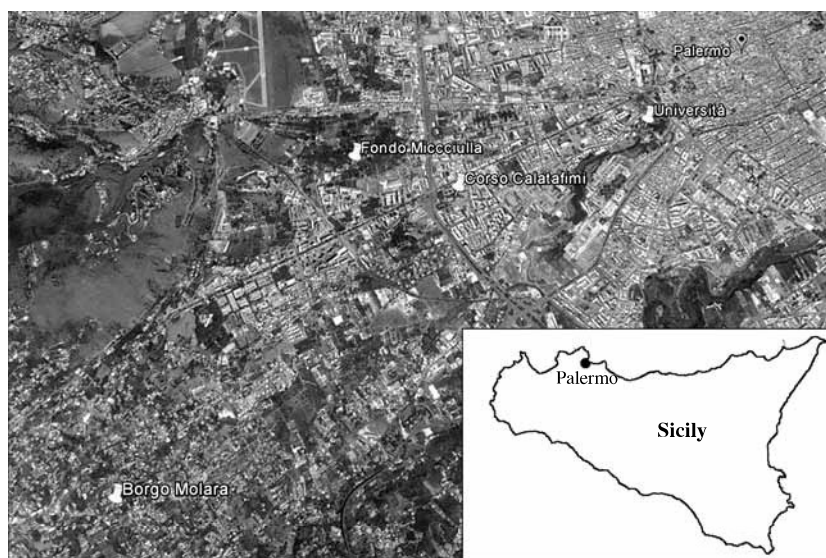 Palermo
Università
Fondo Miccciulla
Corso Calatafimi
Borgo Molara
Palermo
Sicily